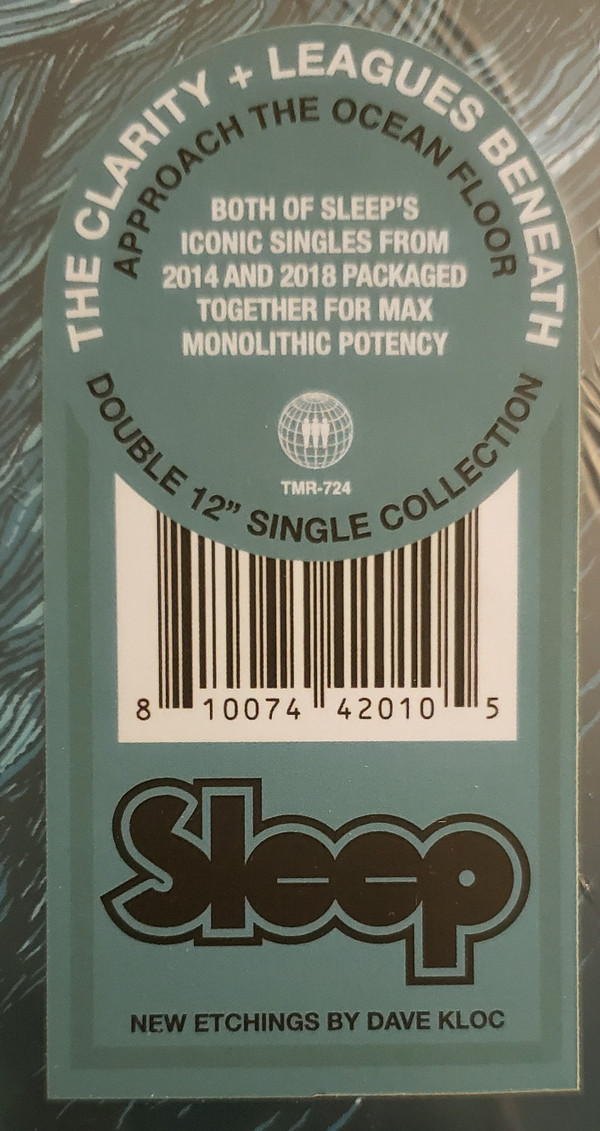 THE CLARITY + LEAGUES BENEATH
APPROACH THE OCEAN FLOOR
BOTH OF SLEEP'S
ICONIC SINGLES FROM
2014 AND 2018 PACKAGED
TOGETHER FOR MAX
MONOLITHIC POTENCY
TMR-724
DOUBLE 12” SINGLE COLLECTION
8 10074 42010 5
Sleep
NEW ETCHINGS BY DAVE KLOC